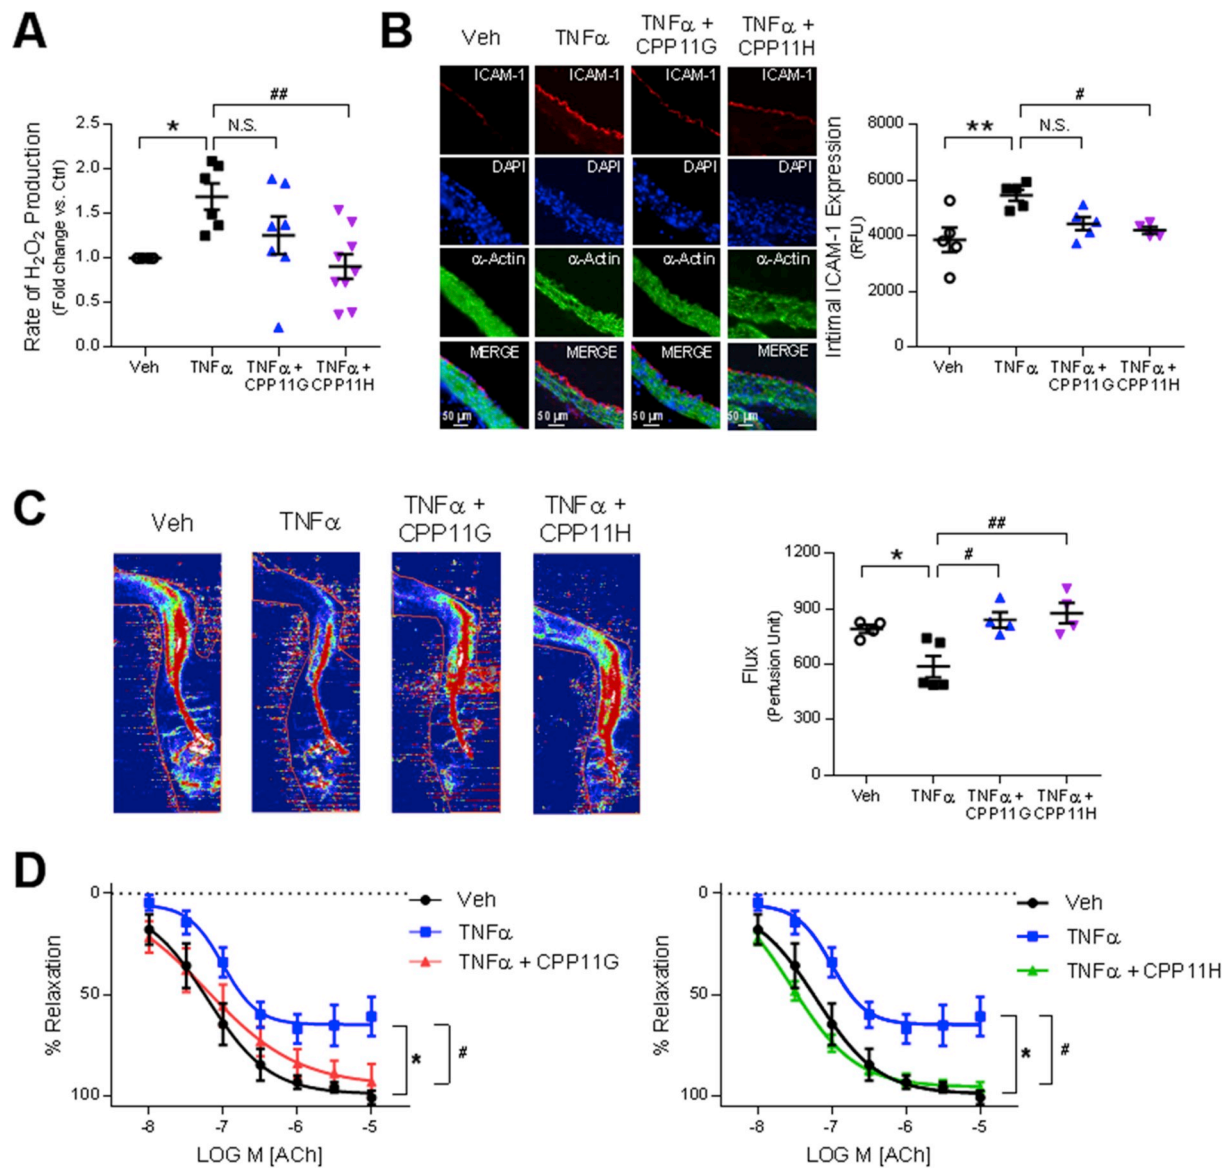 A
Rate of H2O2 Production
(Fold change vs. Ctrl)
2.5
2.0
1.5
1.0
0.5
0.0
*
N.S.
##
Veh
TNFα
TNFα +
CPP11G
TNFα +
CPP11H
B
Veh
TNFα
TNFα +
CPP11G
TNFα +
CPP11H
ICAM-1
ICAM-1
ICAM-1
ICAM-1
DAPI
DAPI
DAPI
DAPI
α-Actin
α-Actin
α-Actin
α-Actin
MERGE
MERGE
MERGE
MERGE
50 µm
50 µm
50 µm
50 µm
Intimal ICAM-1 Expression
(RFU)
8000
6000
4000
2000
0
**
N.S.
#
Veh
TNFα
TNFα +
CPP11G
TNFα +
CPP11H
C
Veh
TNFα
TNFα +
CPP11G
TNFα +
CPP11H
Flux
(Perfusion Unit)
1200
900
600
300
0
*
#
##
Veh
TNFα
TNFα +
CPP11G
TNFα +
CPP11H
D
% Relaxation
0
50
100
-8
-7
-6
-5
LOG M [ACh]
Veh
TNFα
TNFα + CPP11G
*
#
% Relaxation
0
50
100
-8
-7
-6
-5
LOG M [ACh]
Veh
TNFα
TNFα + CPP11H
*
#